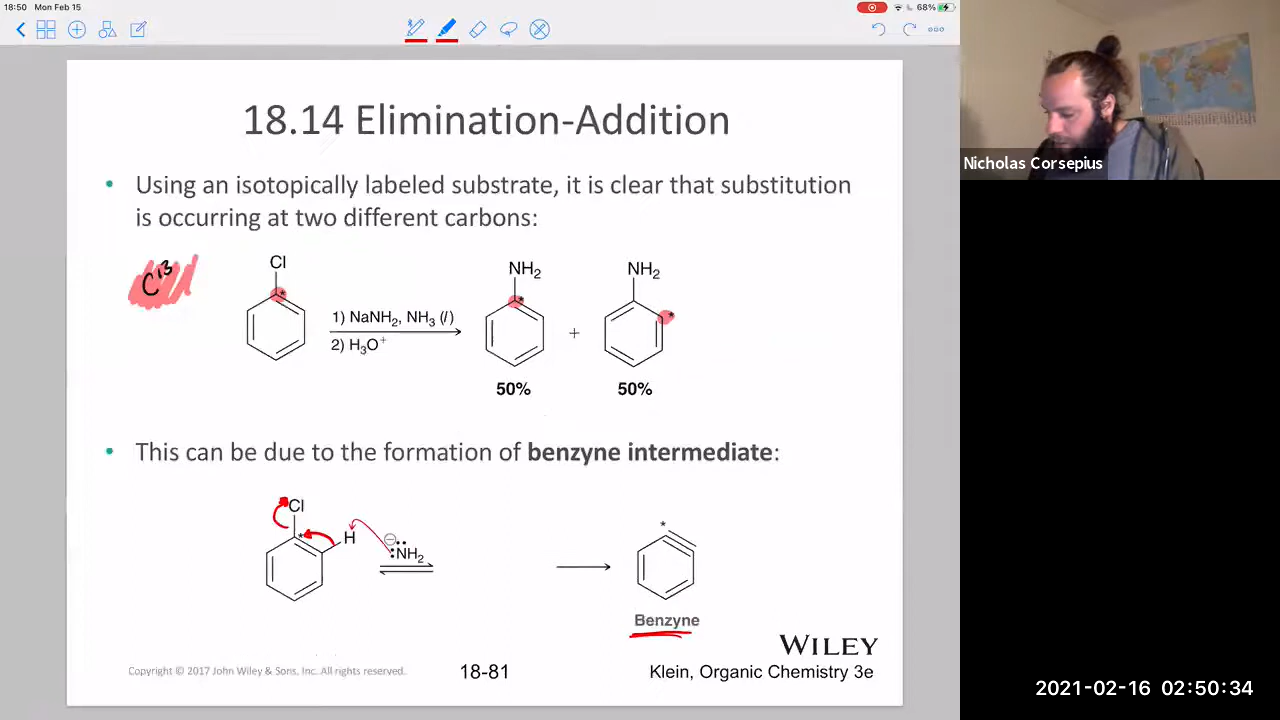 18:50 Mon Feb 15
68%
18.14 Elimination-Addition
• Using an isotopically labeled substrate, it is clear that substitution
is occurring at two different carbons:
C13
Cl
*
1) NaNH2, NH3 (l)
2) H3O+
NH2
*
50%
+
NH2
*
50%
• This can be due to the formation of benzyne intermediate:
Cl
*
H
⊖
:NH2
*
Benzyne
WILEY
Copyright © 2017 John Wiley & Sons, Inc. All rights reserved.
18-81
Klein, Organic Chemistry 3e
Nicholas Corsepius
2021-02-16 02:50:34